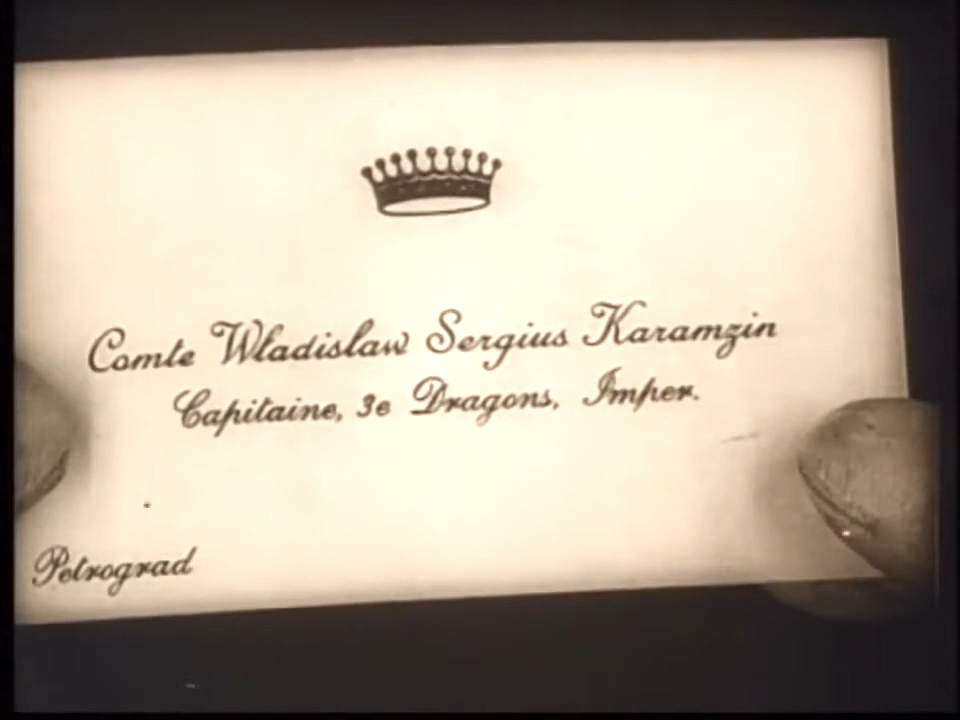 Comte Wladislaw Sergius Karamzin
Capitaine, 3e Dragons, Imper.
Petrograd